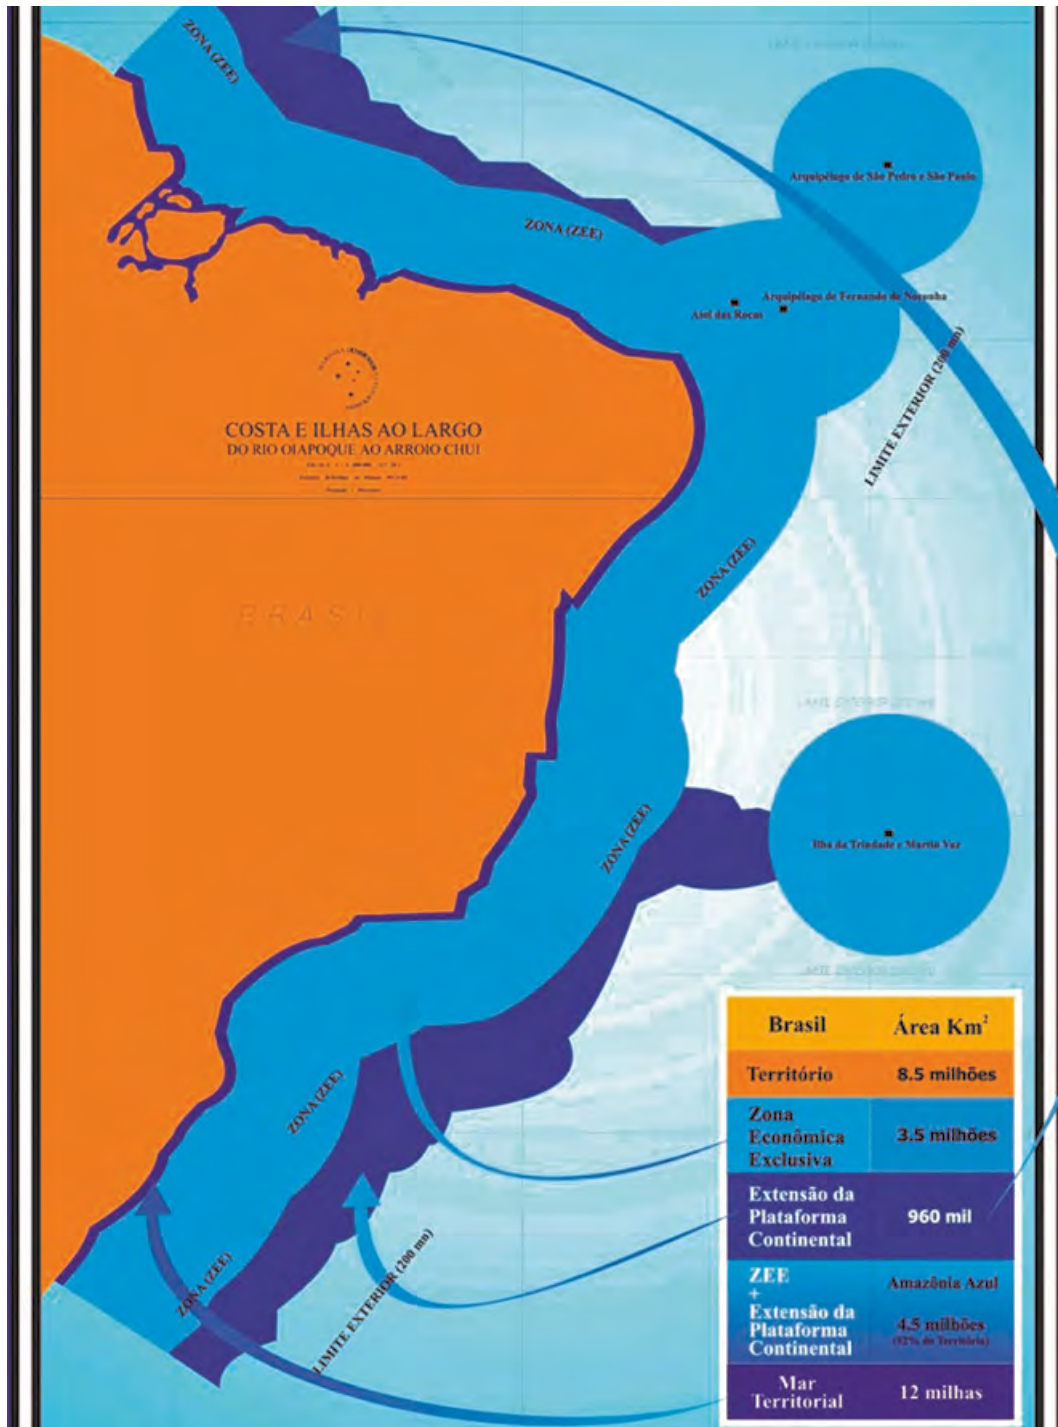 ZONA (ZEE)
Arquipélago de São Pedro e São Paulo
ZONA (ZEE)
Arquipélago de Fernando de Noronha
Atol das Rocas
LIMITE EXTERIOR (200 mn)
COSTA E ILHAS AO LARGO
DO RIO OIAPOQUE AO ARROIO CHUI
ZONA (ZEE)
BRASIL
ZONA (ZEE)
Ilha da Trindade e Martin Vaz
ZONA (ZEE)
ZONA (ZEE)
LIMITE EXTERIOR (200 mn)
Brasil Área Km²
Território 8.5 milhões
Zona
Econômica
Exclusiva
3.5 milhões
Extensão da
Plataforma
Continental
960 mil
ZEE
+
Extensão da
Plataforma
Continental
Amazônia Azul
4.5 milhões
(52% do Território)
Mar
Territorial
12 milhas